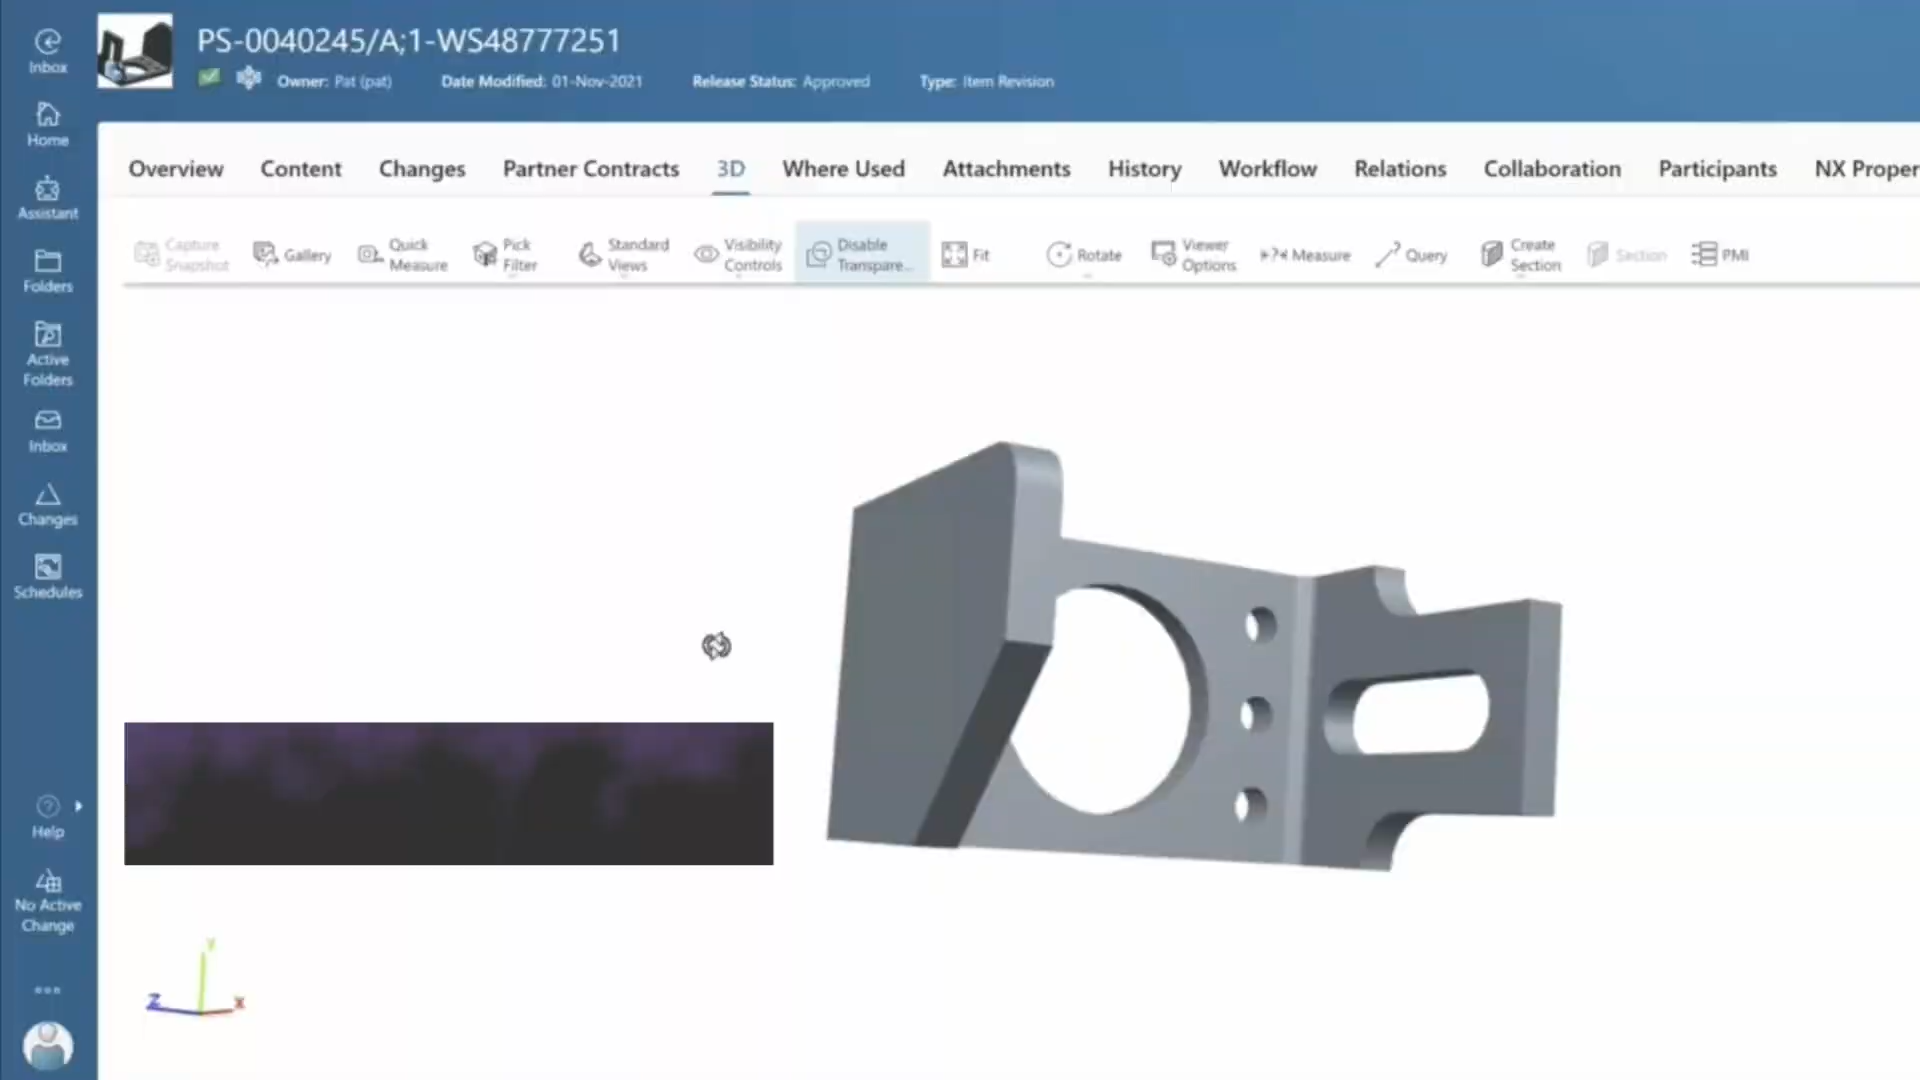 PS-0040245/A;1-WS48777251
Owner: Pat (pat) Date Modified: 01-Nov-2021 Release Status: Approved Type: Item Revision
Inbox
Home
Assistant
Folders
Active
Folders
Inbox
Changes
Schedules
Help
No Active
Change
Overview Content Changes Partner Contracts 3D Where Used Attachments History Workflow Relations Collaboration Participants NX Proper
Capture
Snapshot
Gallery
Quick
Measure
Pick
Filter
Standard
Views
Visibility
Controls
Disable
Transpare...
Fit
Rotate
Viewer
Options
Measure
Query
Create
Section
Section
PMI
Y
Z
X